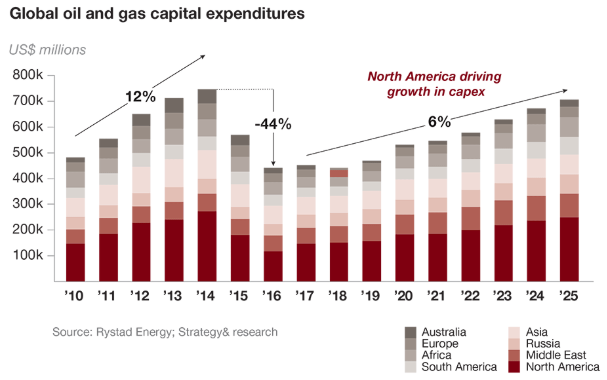 Global oil and gas capital expenditures
US$ millions
800k
700k
600k
500k
400k
300k
200k
100k
12%
-44%
North America driving
growth in capex
6%
’10 ’11 ’12 ’13 ’14 ’15 ’16 ’17 ’18 ’19 ’20 ’21 ’22 ’23 ’24 ’25
Source: Rystad Energy; Strategy& research
Australia
Europe
Africa
South America
Asia
Russia
Middle East
North America